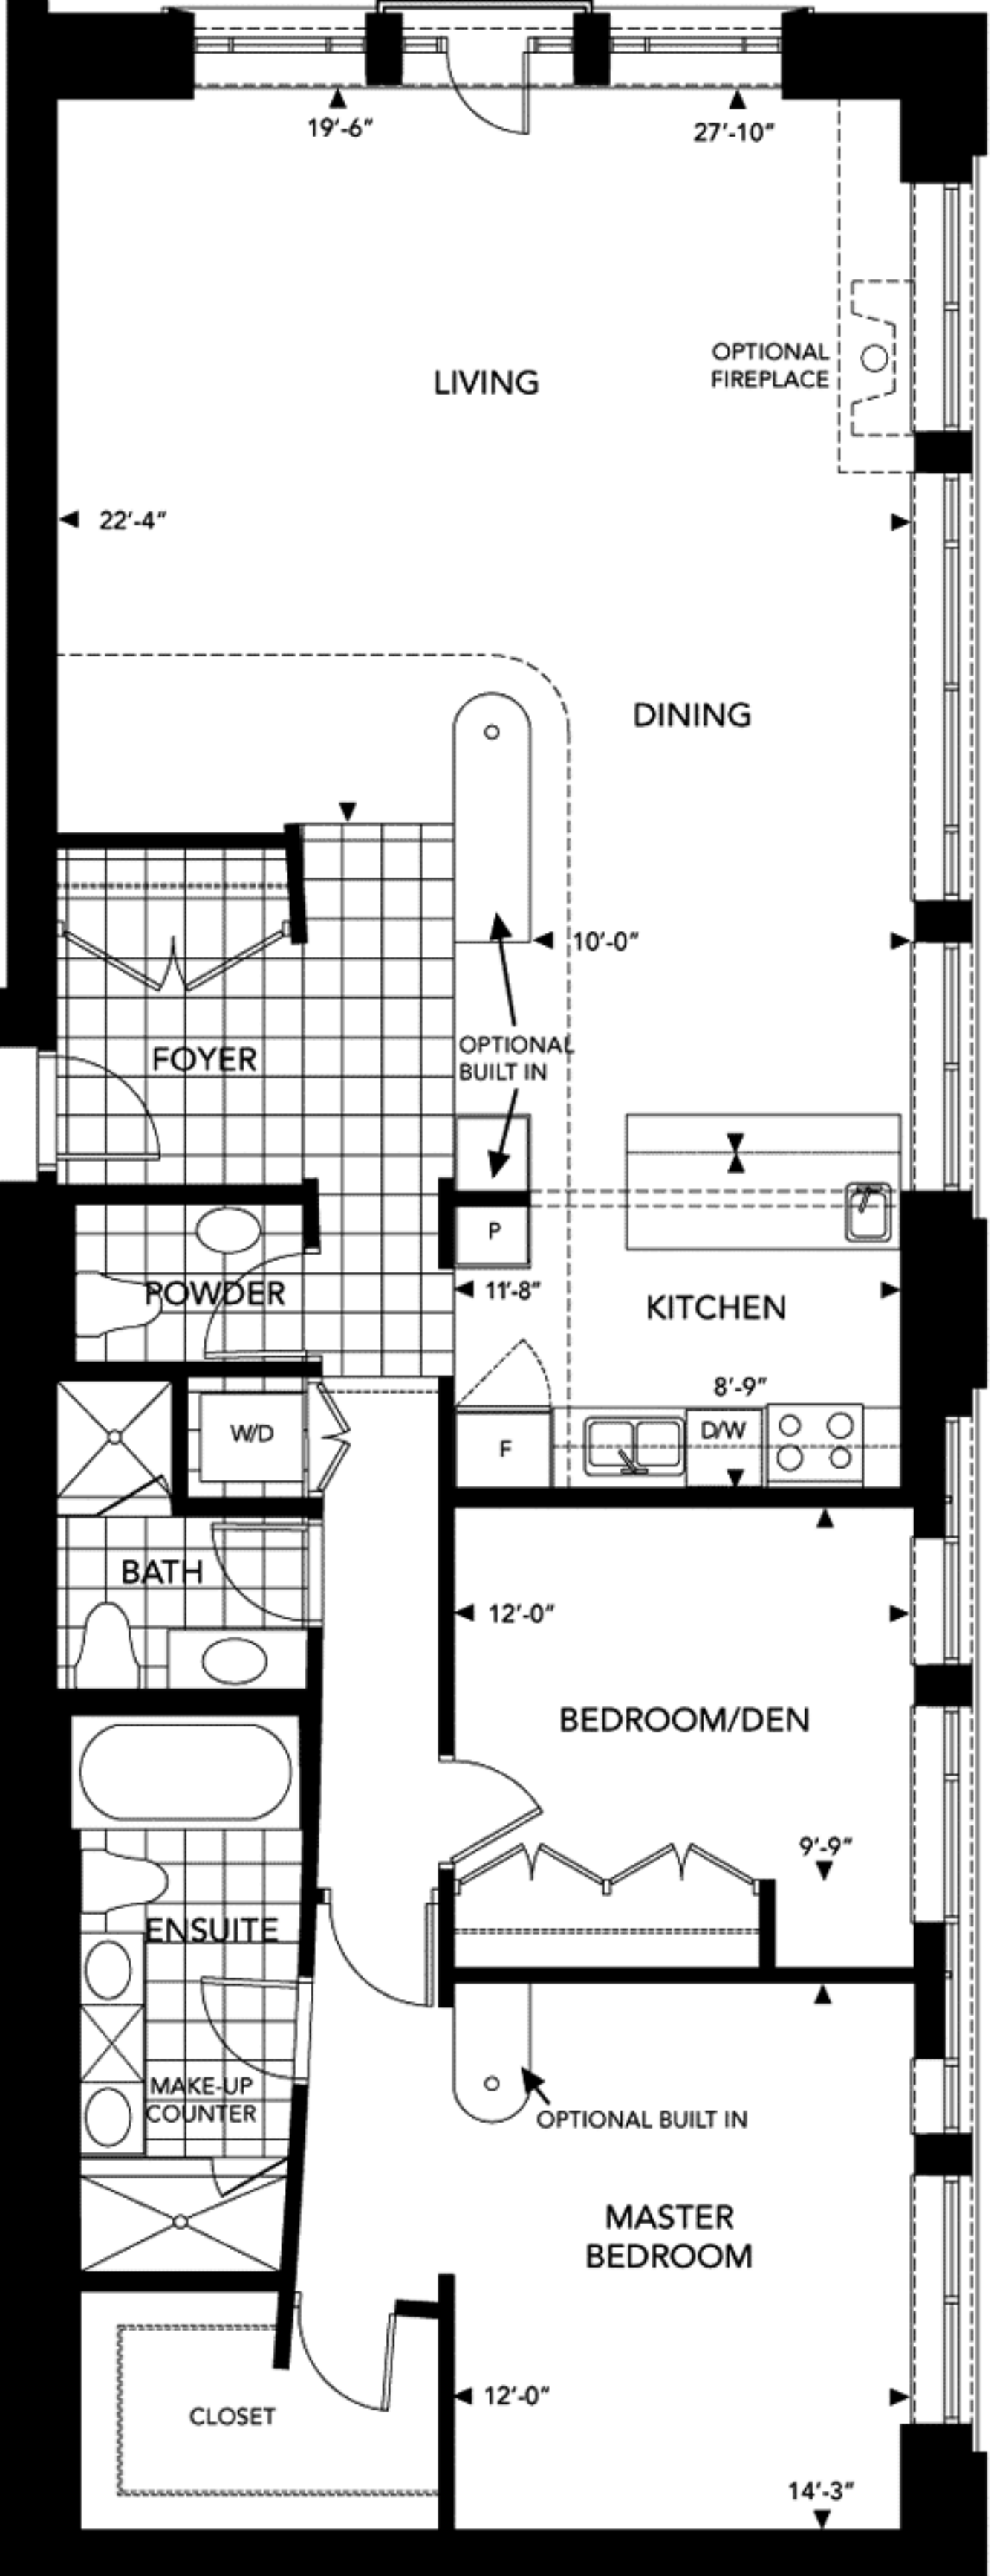 19'-6"
27'-10"
OPTIONAL
FIREPLACE
LIVING
22'-4"
DINING
10'-0"
OPTIONAL
BUILT IN
FOYER
P
POWDER
11'-8"
KITCHEN
8'-9"
W/D
F
D/W
BATH
12'-0"
BEDROOM/DEN
9'-9"
ENSUITE
MAKE-UP
COUNTER
OPTIONAL BUILT IN
MASTER
BEDROOM
12'-0"
CLOSET
14'-3"